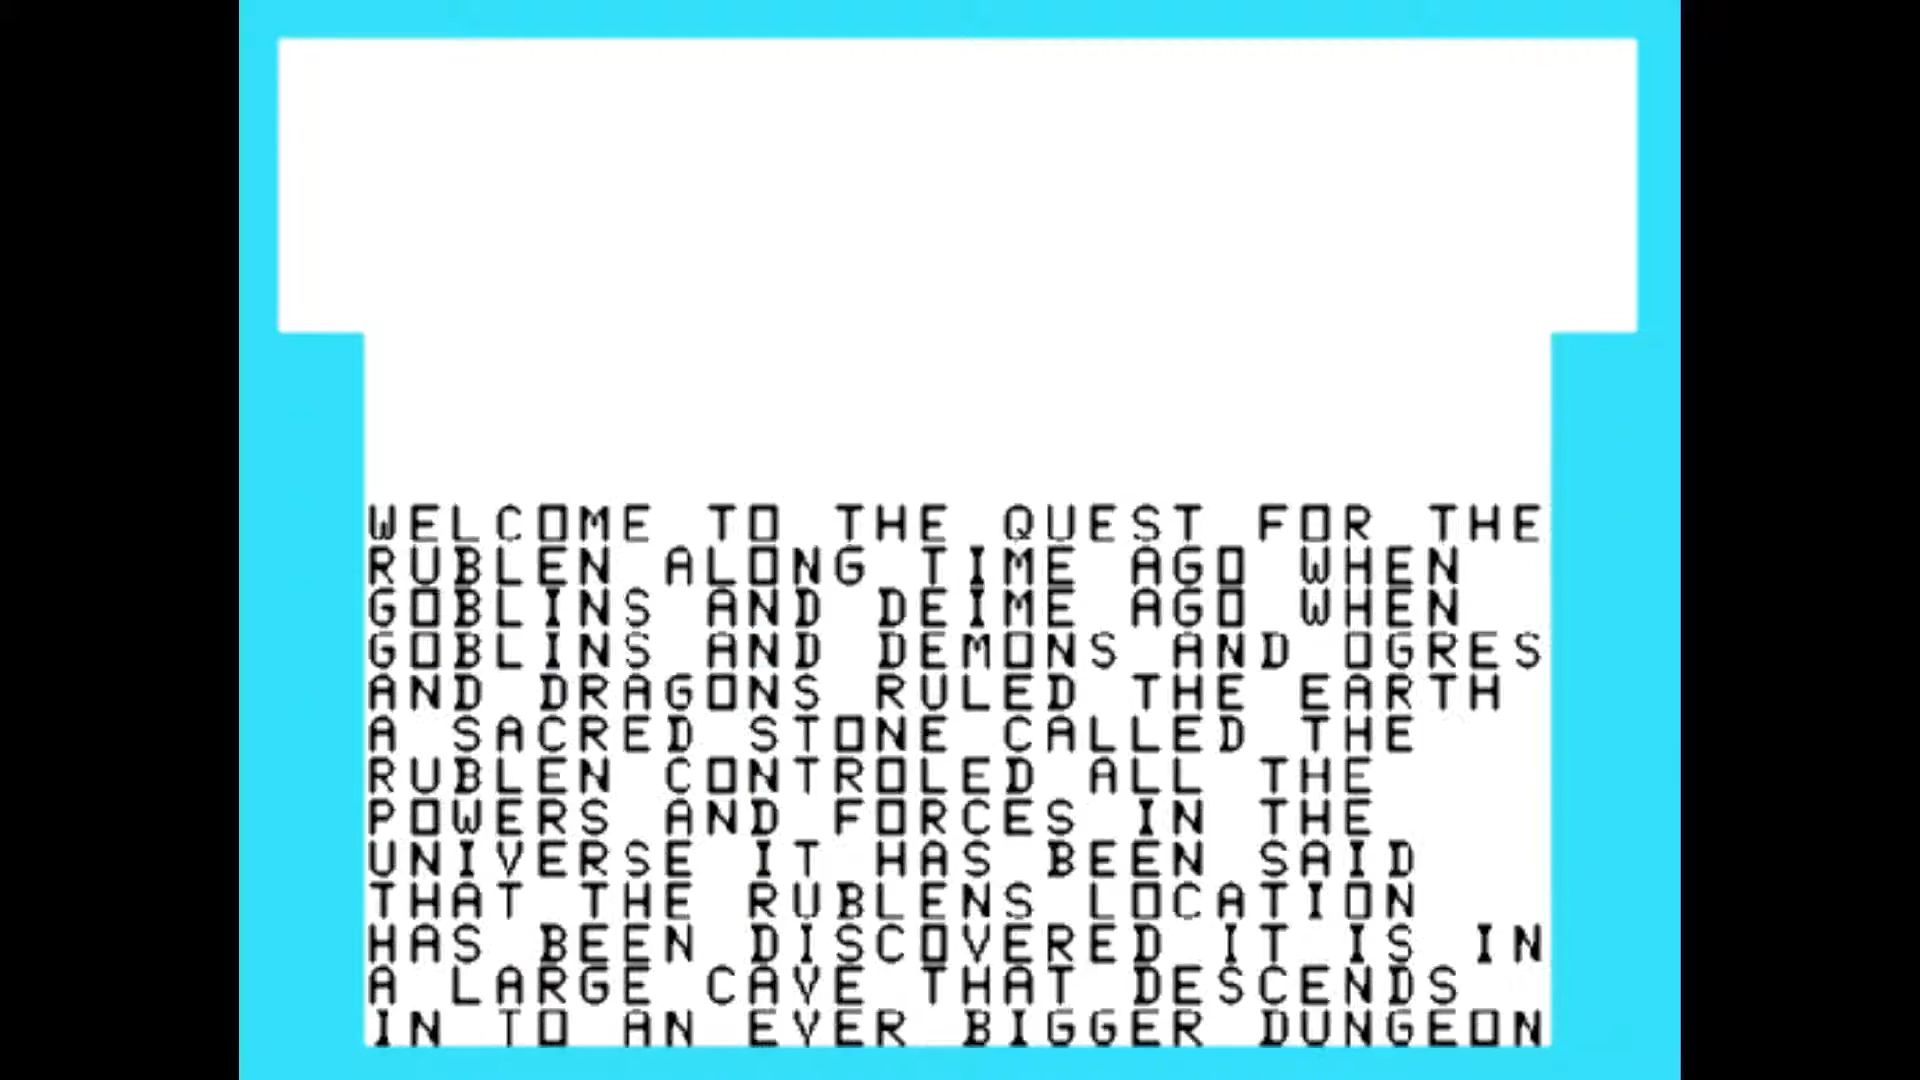 WELCOME TO THE QUEST FOR THE
RUBLEN ALONG TIME AGO WHEN
GOBLINS AND DEIME AGO WHEN
GOBLINS AND DEMONS AND OGRES
AND DRAGONS RULED THE EARTH
A SACRED STONE CALLED THE
RUBLEN CONTROLED ALL THE
POWERS AND FORCES IN THE
UNIVERSE IT HAS BEEN SAID
THAT THE RUBLENS LOCATION
HAS BEEN DISCOVERED IT IS IN
A LARGE CAVE THAT DESCENDS
IN TO AN EVER BIGGER DUNGEON